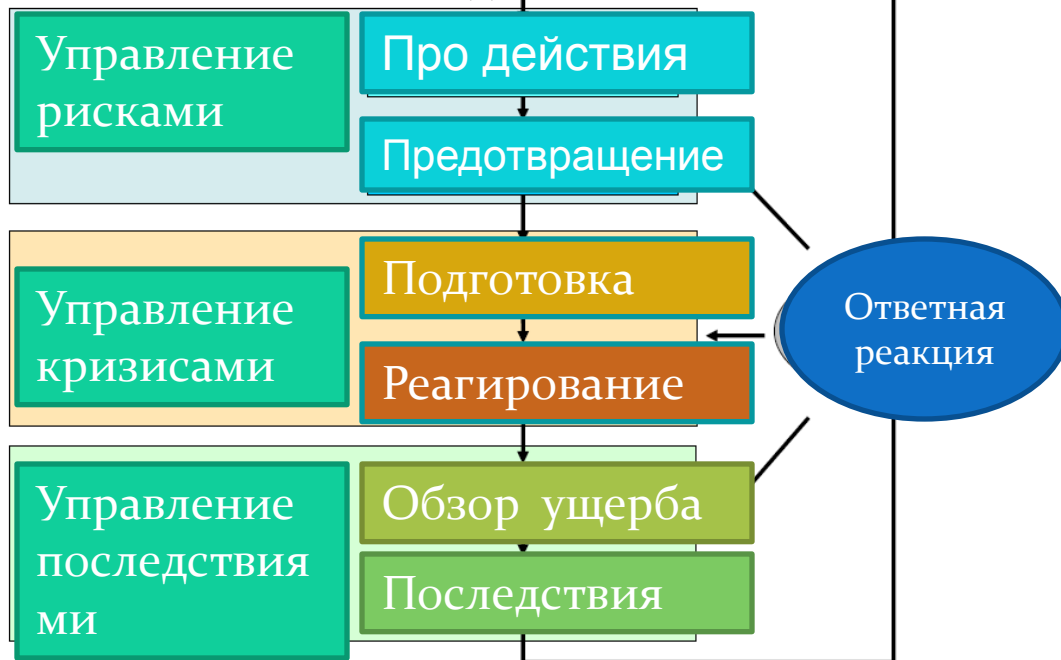 Управление
рисками
Про действия
Предотвращение
Управление
кризисами
Подготовка
Реагирование
Ответная
реакция
Управление
последствия
ми
Обзор ущерба
Последствия